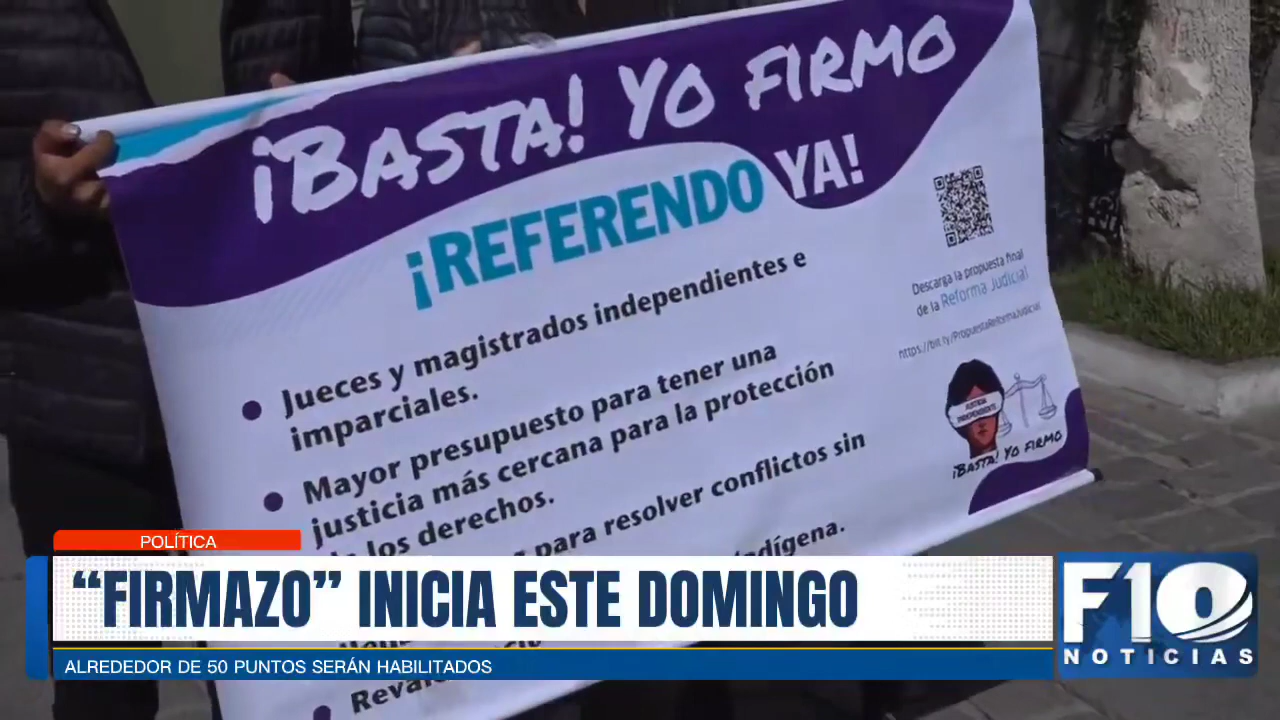 ¡BASTA! YO FIRMO
¡REFERENDO YA!
Jueces y magistrados independientes e
imparciales.
Mayor presupuesto para tener una
justicia más cercana para la protección
los derechos.
para resolver conflictos sin
indígena.
Descarga la propuesta final
de la Reforma Judicial
https://bit.ly/PropuestaReformaJudicial
JUSTICIA
INDEPENDIENTE
¡BASTA! YO FIRMO
POLÍTICA
“FIRMAZO” INICIA ESTE DOMINGO
ALREDEDOR DE 50 PUNTOS SERÁN HABILITADOS
F10
NOTICIAS